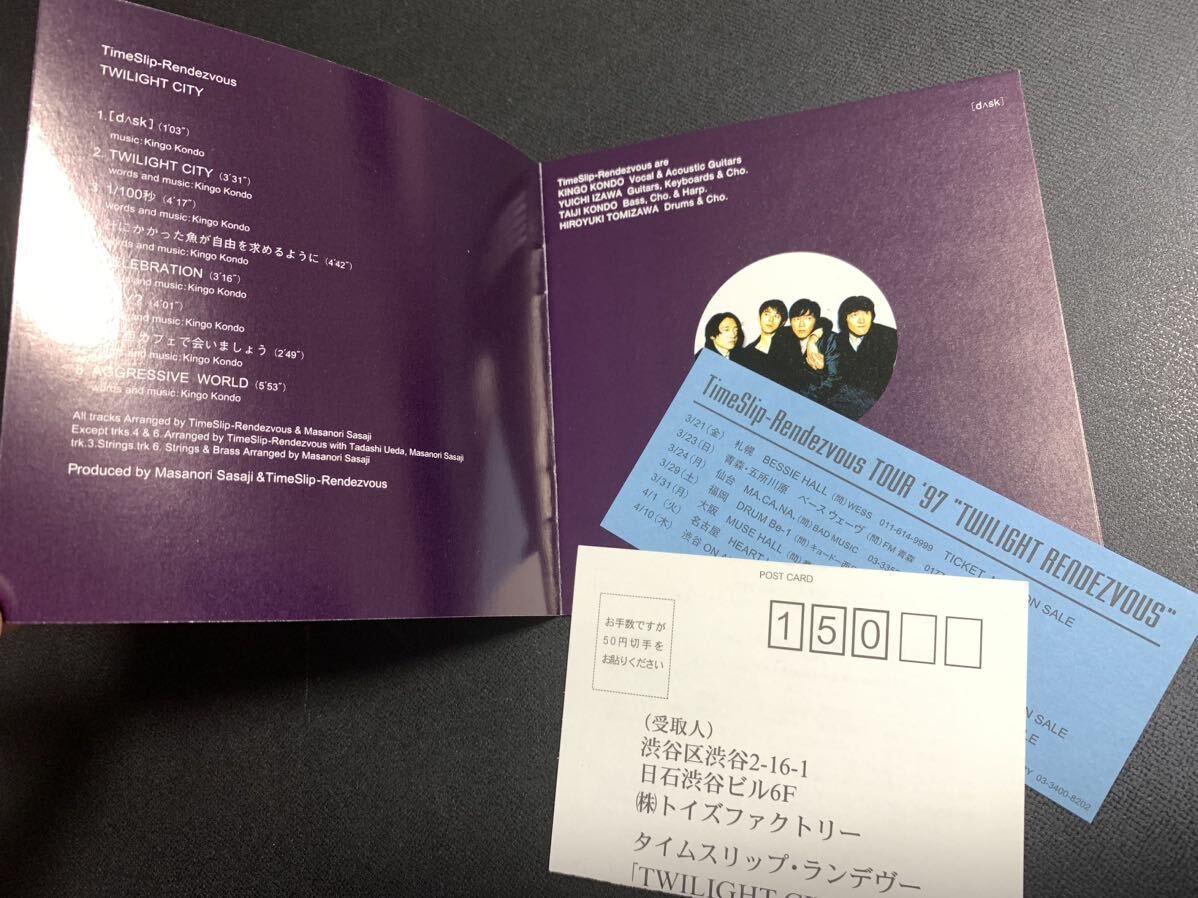 TimeSlip-Rendezvous
TWILIGHT CITY
1. [dʌsk] (1'03")
music: Kingo Kondo
2. TWILIGHT CITY (3'31")
words and music: Kingo Kondo
3. 1/100秒 (4'17")
words and music: Kingo Kondo
にかかった魚が自由を求めるように (4'42")
words and music: Kingo Kondo
CELEBRATION (3'16")
and music: Kingo Kondo
(4'01")
and music: Kingo Kondo
カフェで会いましょう (2'49")
and music: Kingo Kondo
8. AGGRESSIVE WORLD (5'53")
words and music: Kingo Kondo
All tracks Arranged by TimeSlip-Rendezvous & Masanori Sasaji
Except trks.4 & 6. Arranged by TimeSlip-Rendezvous with Tadashi Ueda, Masanori Sasaji
trk.3.Strings.trk 6. Strings & Brass Arranged by Masanori Sasaji
Produced by Masanori Sasaji & TimeSlip-Rendezvous
[dʌsk]
TimeSlip-Rendezvous are
KINGO KONDO Vocal & Acoustic Guitars
YUICHI IZAWA Guitars, Keyboards & Cho.
TAIJI KONDO Bass, Cho. & Harp.
HIROYUKI TOMIZAWA Drums & Cho.
TimeSlip-Rendezvous TOUR '97 "TWILIGHT RENDEZVOUS"
3/21(金) 札幌 BESSIE HALL (問)WESS 011-614-9999 TICKET ON SALE
3/23(日) 青森・五所川原 ベースウェーヴ (問)FM青森
3/24(月) 仙台 MA.CA.NA. (問)BAD MUSIC
3/29(土) 福岡 DRUM Be-1 (問)キョードー西
3/31(月) 大阪 MUSE HALL (問)
4/1(火) 名古屋 HEART
4/10(木) 渋谷 ON
ON SALE
03-3400-8202
POST CARD
お手数ですが
50円切手を
お貼りください
150
(受取人)
渋谷区渋谷2-16-1
日石渋谷ビル6F
㈱トイズファクトリー
タイムスリップ・ランデヴー
「TWILIGHT